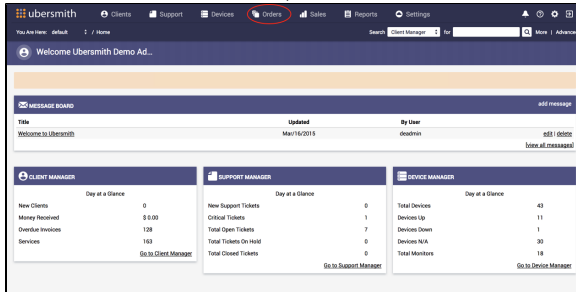 ubersmith Clients Support Devices Orders Sales Reports Settings
You Are Here: default / Home Search Client Manager for More | Advance
Welcome Ubersmith Demo Ad...
MESSAGE BOARD add message
Title Updated By User
Welcome to Ubersmith Mar/16/2015 deadmin edit | delete
[view all messages]
CLIENT MANAGER SUPPORT MANAGER DEVICE MANAGER
Day at a Glance Day at a Glance Day at a Glance
New Clients 0 New Support Tickets 0 Total Devices 43
Money Received $ 0.00 Critical Tickets 1 Devices Up 11
Overdue Invoices 128 Total Open Tickets 7 Devices Down 1
Services 163 Total Tickets On Hold 0 Devices N/A 30
Go to Client Manager Total Closed Tickets 0 Total Monitors 18
Go to Support Manager Go to Device Manager